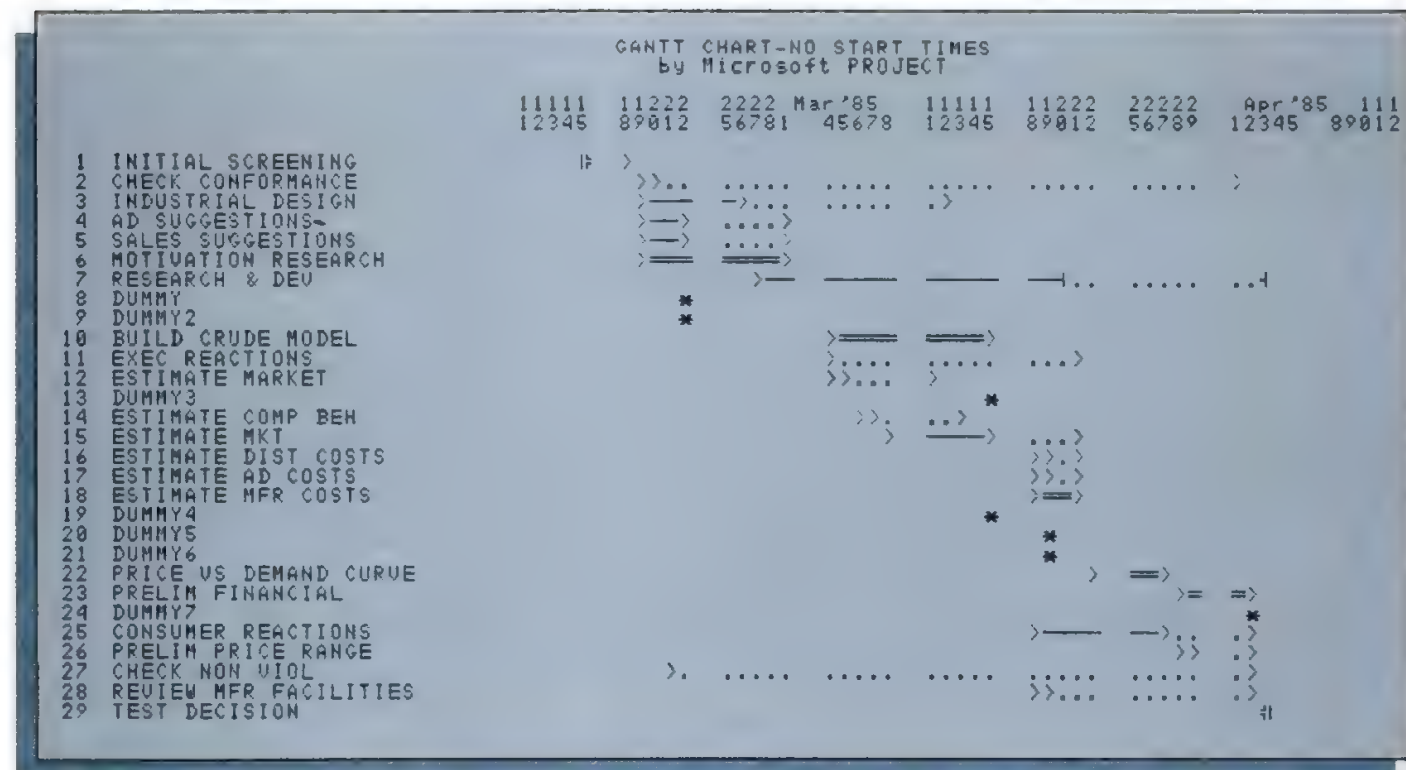 GANTT CHART-NO START TIMES
by Microsoft PROJECT
11111 11222 2222 Mar '85 11111 11222 22222 Apr '85 111
12345 89012 56781 45678 12345 89012 56789 12345 89012
1 INITIAL SCREENING
2 CHECK CONFORMANCE
3 INDUSTRIAL DESIGN
4 AD SUGGESTIONS
5 SALES SUGGESTIONS
6 MOTIVATION RESEARCH
7 RESEARCH & DEV
8 DUMMY
9 DUMMY2
10 BUILD CRUDE MODEL
11 EXEC REACTIONS
12 ESTIMATE MARKET
13 DUMMY3
14 ESTIMATE COMP BEH
15 ESTIMATE MKT
16 ESTIMATE DIST COSTS
17 ESTIMATE AD COSTS
18 ESTIMATE MFR COSTS
19 DUMMY4
20 DUMMY5
21 DUMMY6
22 PRICE VS DEMAND CURVE
23 PRELIM FINANCIAL
24 DUMMY7
25 CONSUMER REACTIONS
26 PRELIM PRICE RANGE
27 CHECK NON VIOL
28 REVIEW MFR FACILITIES
29 TEST DECISION